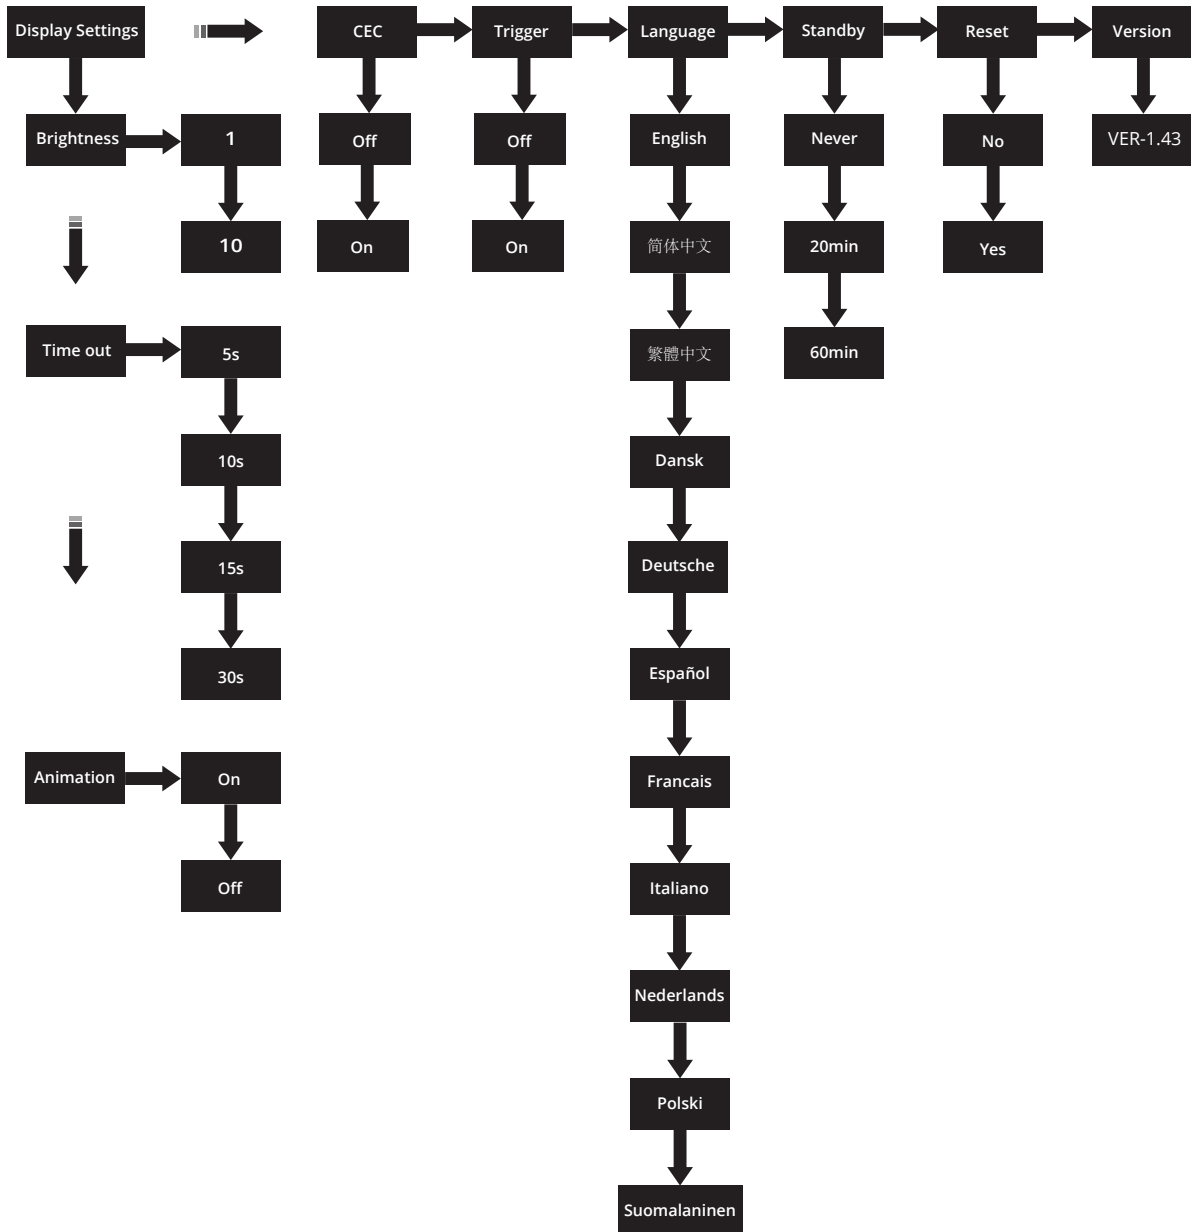 Display Settings
CEC
Trigger
Language
Standby
Reset
Version
Brightness
1
Off
Off
English
Never
No
VER-1.43
10
On
On
简体中文
20min
Yes
Time out
5s
繁體中文
60min
10s
Dansk
15s
Deutsche
30s
Español
Animation
On
Francais
Off
Italiano
Nederlands
Polski
Suomalaninen